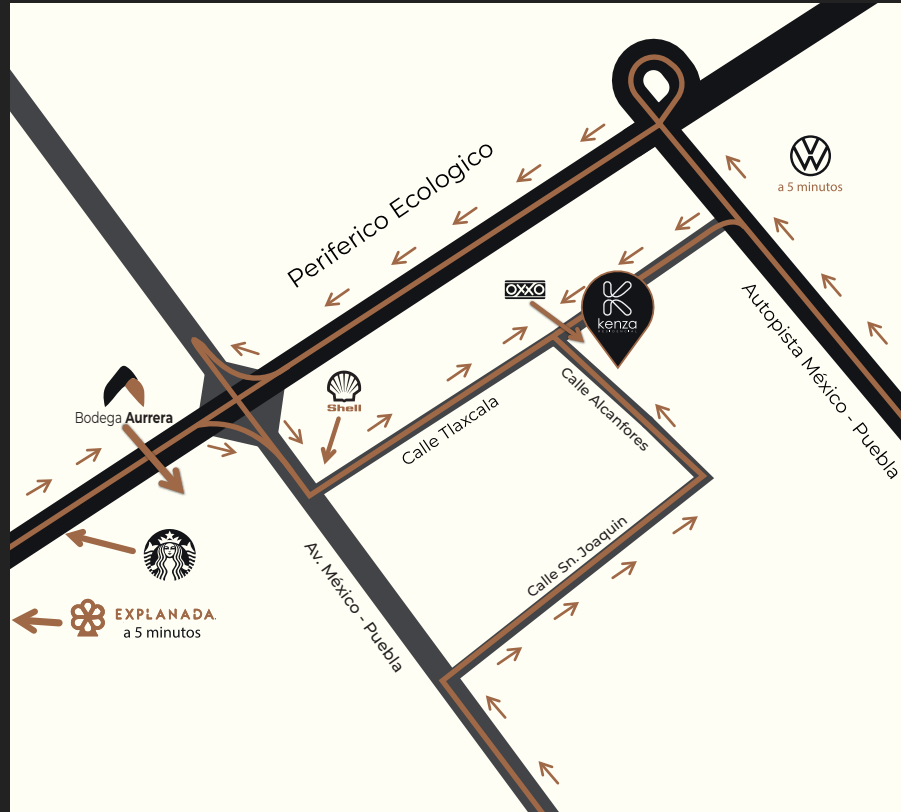 Periferico Ecologico
a 5 minutos
OXXO
kenza
RESIDENCIAL
Autopista México - Puebla
Bodega Aurrera
Shell
Calle Tlaxcala
Calle Alcanfores
Calle Sn. Joaquin
Av. México - Puebla
EXPLANADA
a 5 minutos